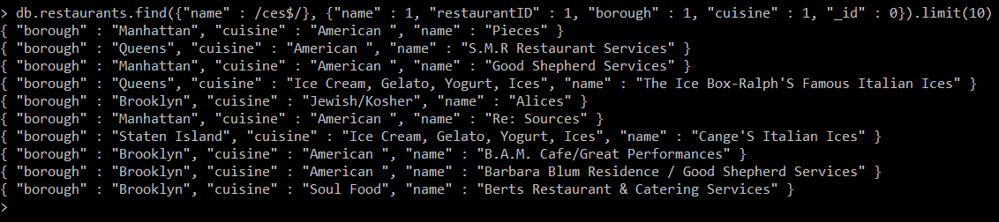 > db.restaurants.find({"name" : /ces$/}, {"name" : 1, "restaurantID" : 1, "borough" : 1, "cuisine" : 1, "_id" : 0}).limit(10)
{ "borough" : "Manhattan", "cuisine" : "American ", "name" : "Pieces" }
{ "borough" : "Queens", "cuisine" : "American ", "name" : "S.M.R Restaurant Services" }
{ "borough" : "Manhattan", "cuisine" : "American ", "name" : "Good Shepherd Services" }
{ "borough" : "Queens", "cuisine" : "Ice Cream, Gelato, Yogurt, Ices", "name" : "The Ice Box-Ralph'S Famous Italian Ices" }
{ "borough" : "Brooklyn", "cuisine" : "Jewish/Kosher", "name" : "Alices" }
{ "borough" : "Manhattan", "cuisine" : "American ", "name" : "Re: Sources" }
{ "borough" : "Staten Island", "cuisine" : "Ice Cream, Gelato, Yogurt, Ices", "name" : "Cange'S Italian Ices" }
{ "borough" : "Brooklyn", "cuisine" : "American ", "name" : "B.A.M. Cafe/Great Performances" }
{ "borough" : "Brooklyn", "cuisine" : "American ", "name" : "Barbara Blum Residence / Good Shepherd Services" }
{ "borough" : "Brooklyn", "cuisine" : "Soul Food", "name" : "Berts Restaurant & Catering Services" }
>